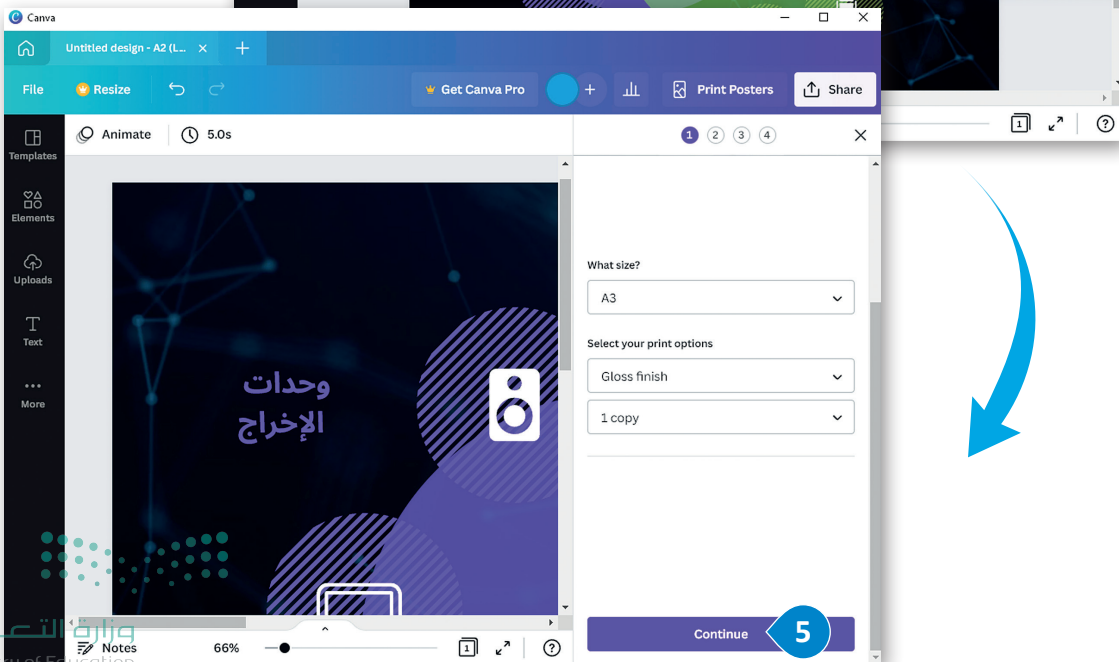 Canva
Untitled design - A2 (L...
File
Resize
Get Canva Pro
Print Posters
Share
Animate
5.0s
1 2 3 4
Templates
Elements
Uploads
Text
More
وحدات
الإخراج
What size?
A3
Select your print options
Gloss finish
1 copy
Continue
5
Notes
66%
1
1